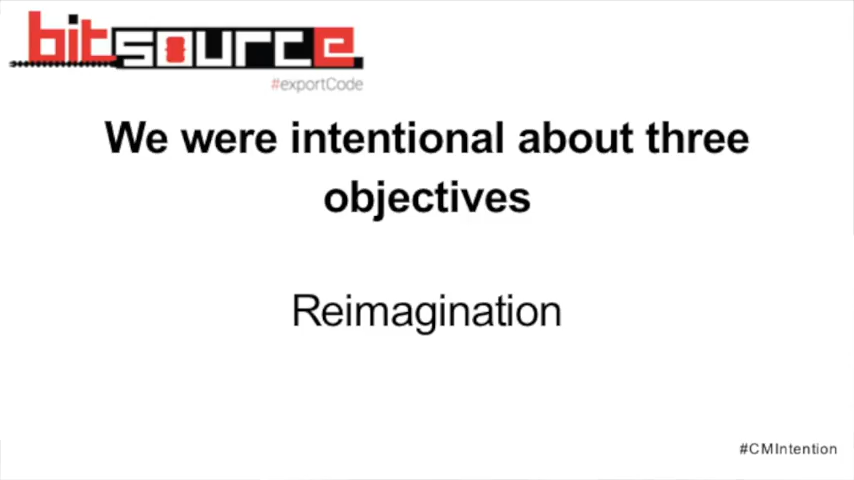 bitsource
#exportCode
We were intentional about three
objectives
Reimagination
#CMIntention